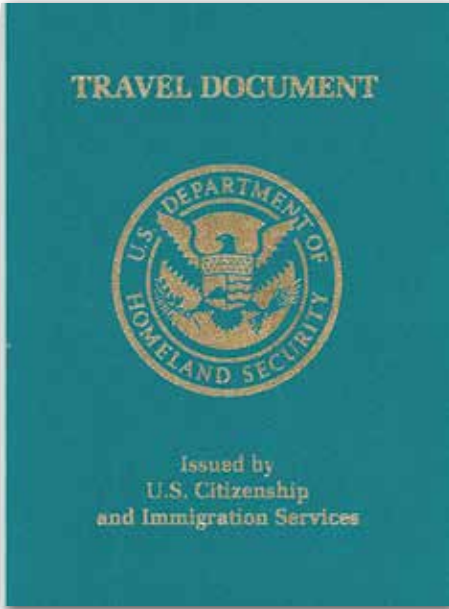 TRAVEL DOCUMENT
U.S. DEPARTMENT OF
HOMELAND SECURITY
Issued by
U.S. Citizenship
and Immigration Services